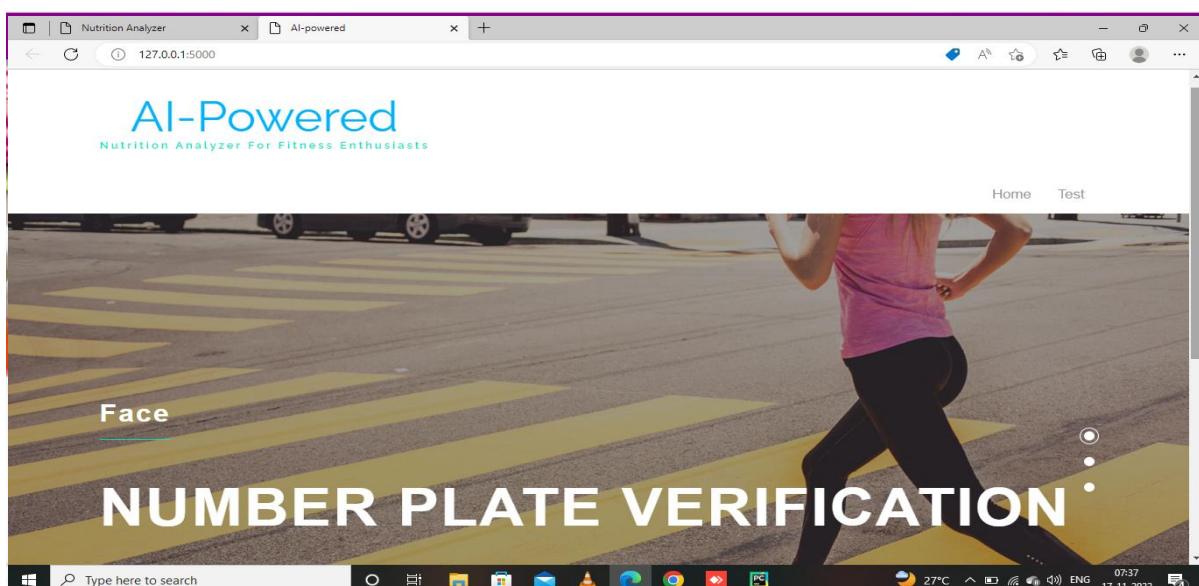 Nutrition Analyzer
AI-powered
127.0.0.1:5000
AI-Powered
Nutrition Analyzer For Fitness Enthusiasts
Home Test
Face
NUMBER PLATE VERIFICATION
Type here to search
PC
27°C
ENG
07:37